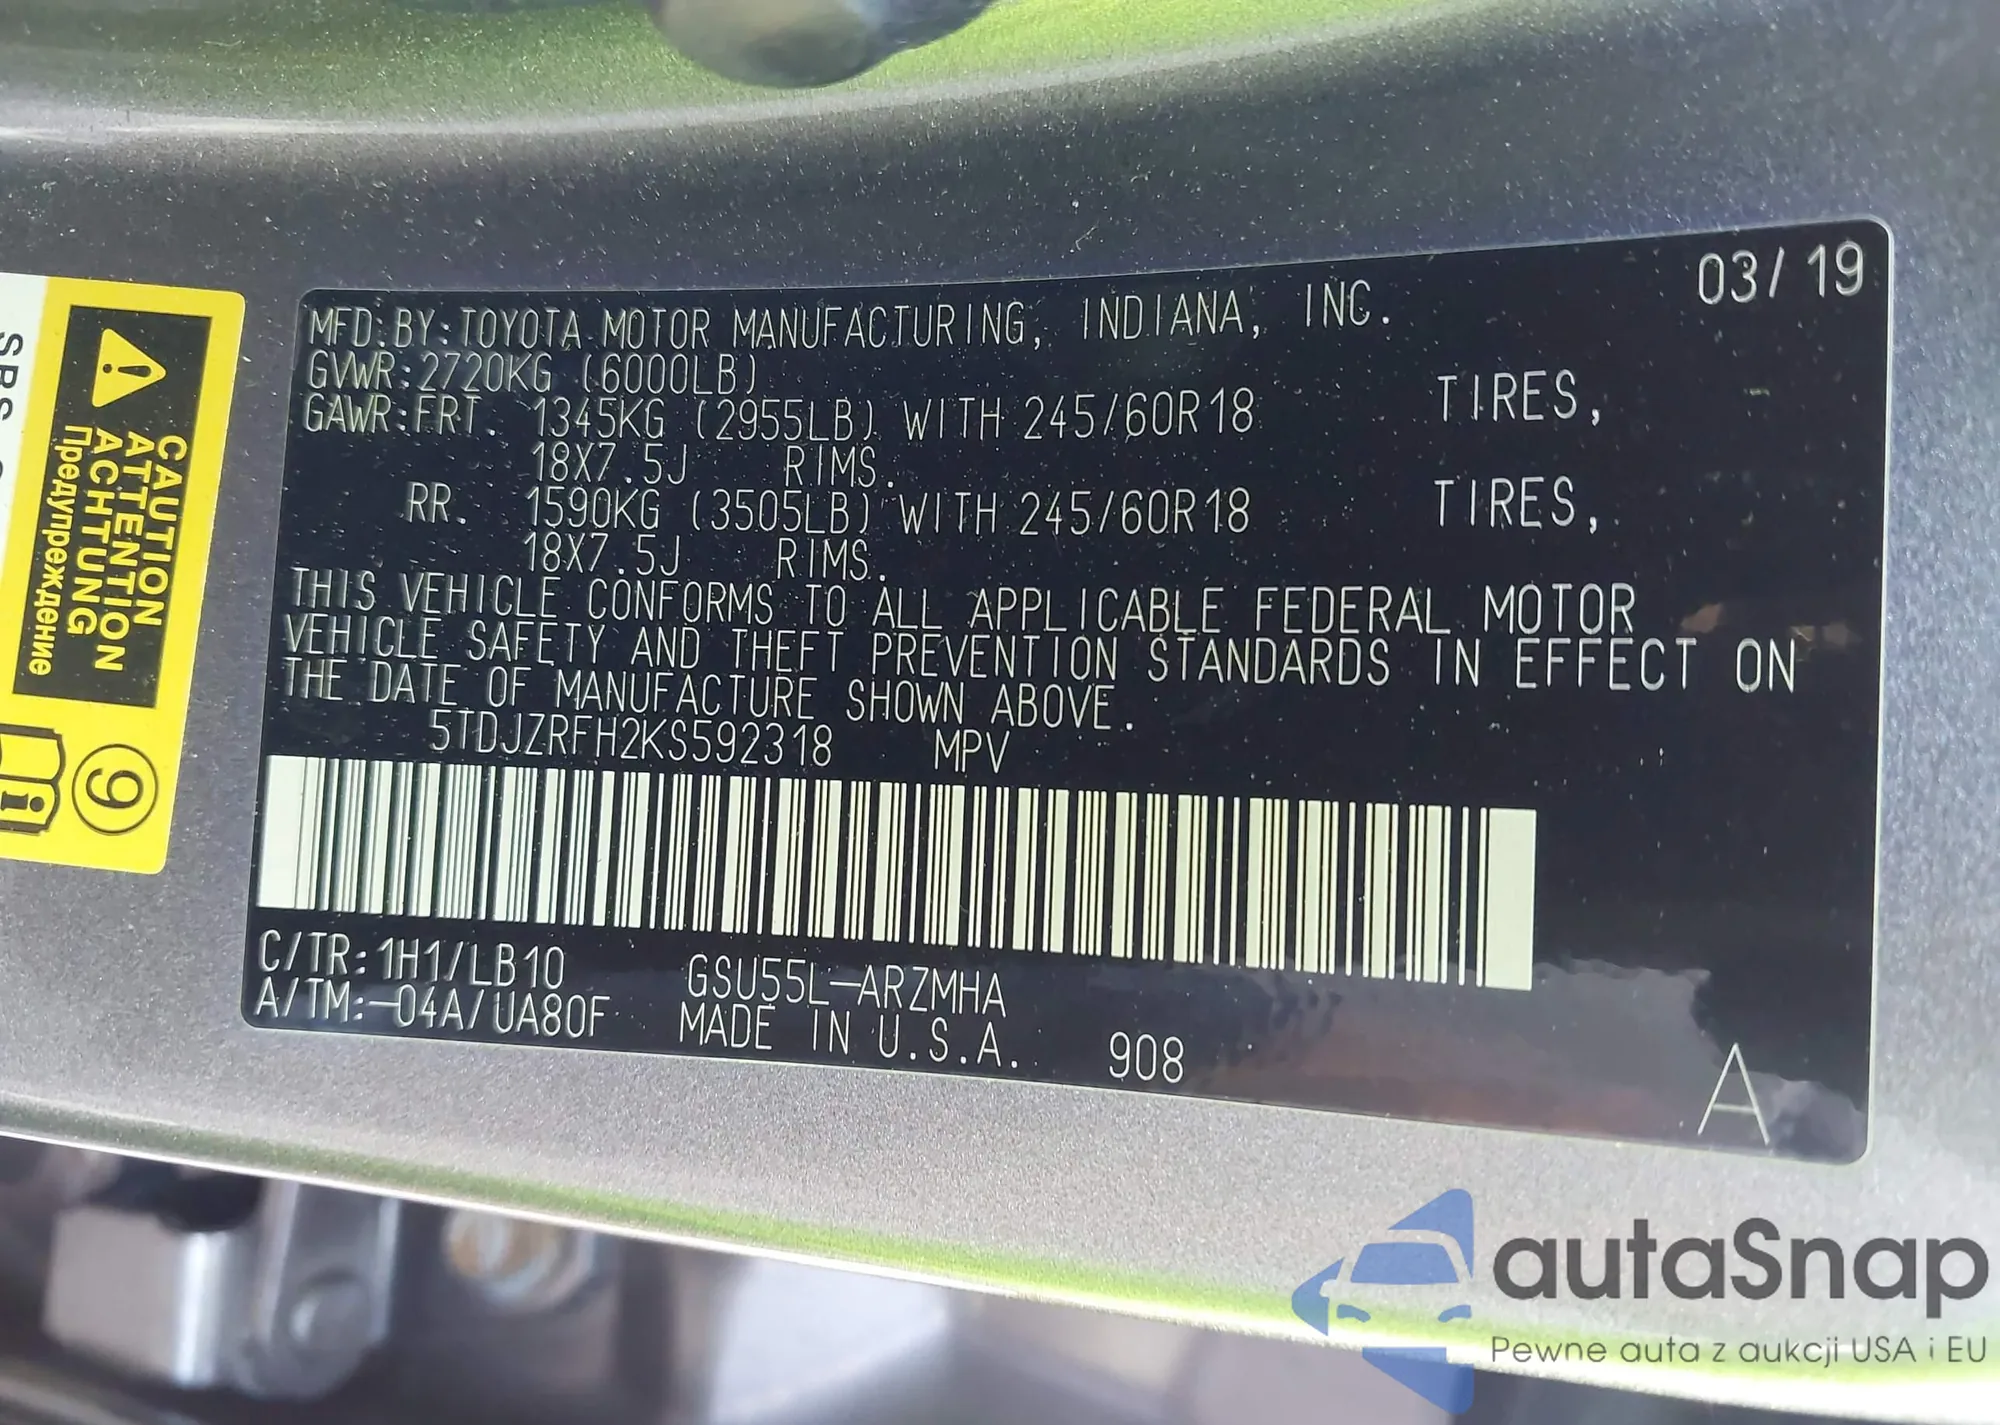 03/19
MFD.BY:TOYOTA MOTOR MANUFACTURING, INDIANA, INC.
GVWR:2720KG (6000LB)
GAWR:FRT. 1345KG (2955LB) WITH 245/60R18 TIRES,
18X7.5J RIMS.
RR. 1590KG (3505LB) WITH 245/60R18 TIRES,
18X7.5J RIMS.
THIS VEHICLE CONFORMS TO ALL APPLICABLE FEDERAL MOTOR
VEHICLE SAFETY AND THEFT PREVENTION STANDARDS IN EFFECT ON
THE DATE OF MANUFACTURE SHOWN ABOVE.
5TDJZRFH2KS592318 MPV
C/TR:1H1/LB10 GSU55L-ARZMHA
A/TM:-04A/UA80F MADE IN U.S.A. 908
A
CAUTION
ATTENTION
ACHTUNG
Предупреждение
9
SRS
autaSnap
Pewne auta z aukcji USA i EU